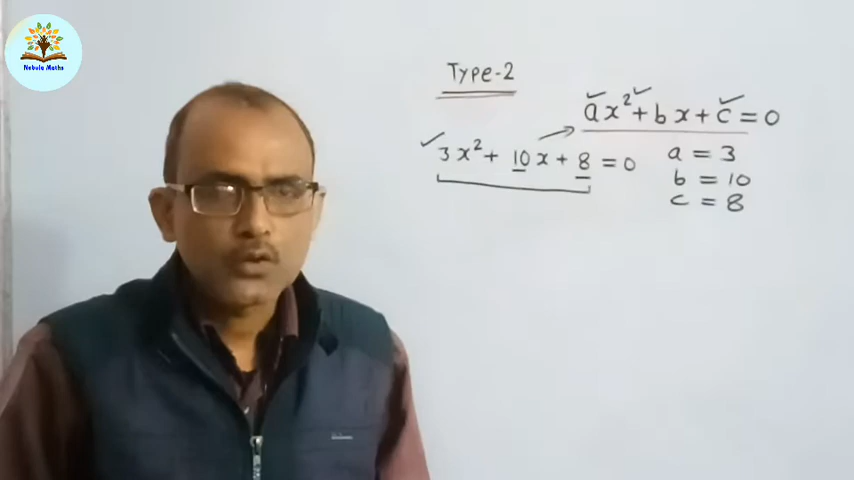 Nebula Maths
Type-2
ax²+bx+c=0
3x²+10x+8=0
a=3
b=10
c=8